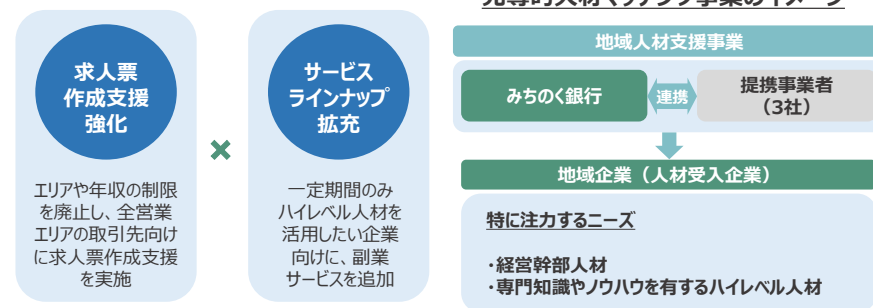 求人票
作成支援
強化
エリアや年収の制限
を廃止し、全営業
エリアの取引先向け
に求人票作成支援
を実施
×
サービス
ラインナップ
拡充
一定期間のみ
ハイレベル人材を
活用したい企業
向けに、副業
サービスを追加
地域人材支援事業
みちのく銀行
連携
提携事業者
（3社）
地域企業（人材受入企業）
特に注力するニーズ
・経営幹部人材
・専門知識やノウハウを有するハイレベル人材